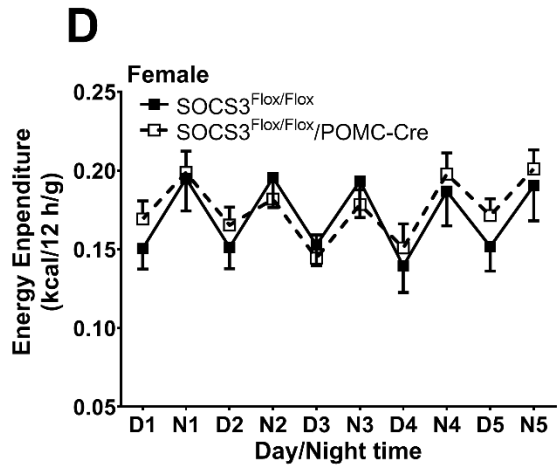 D
Female
SOCS3Flox/Flox
SOCS3Flox/Flox/POMC-Cre
Energy Enpenditure
(kcal/12 h/g)
0.25
0.20
0.15
0.10
0.05
D1 N1 D2 N2 D3 N3 D4 N4 D5 N5
Day/Night time